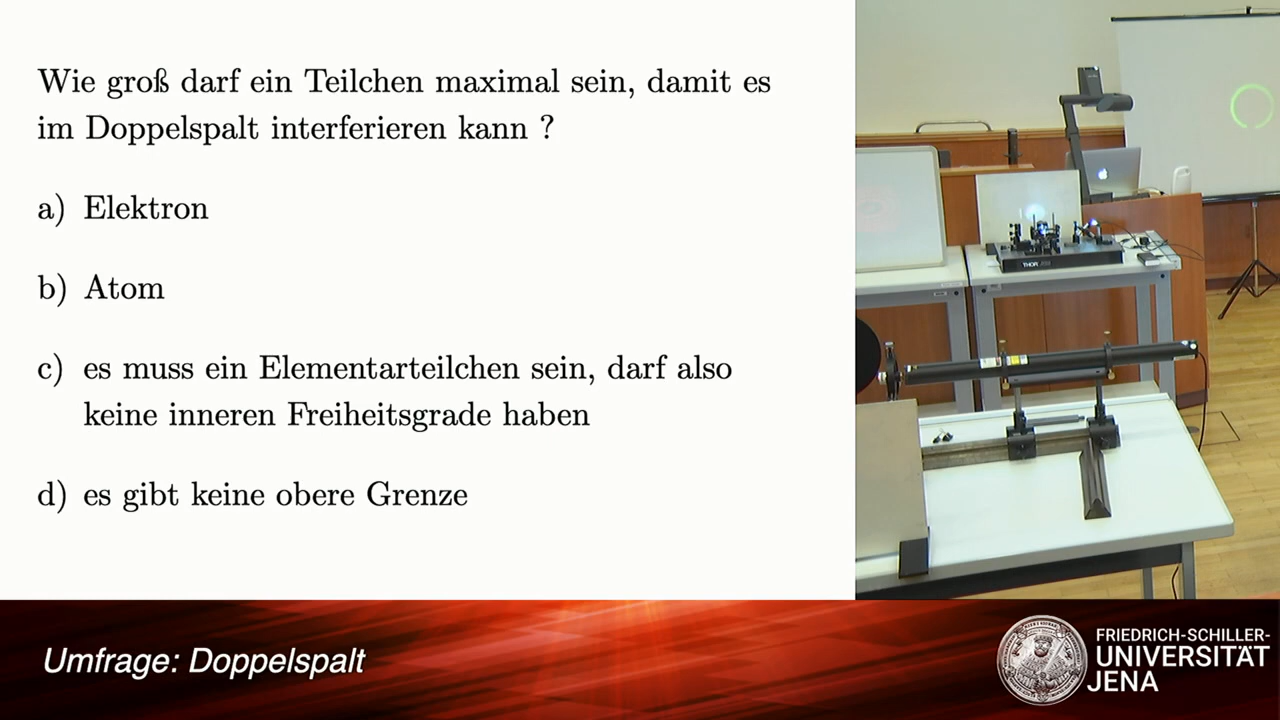 Wie groß darf ein Teilchen maximal sein, damit es
im Doppelspalt interferieren kann ?
a) Elektron
b) Atom
c) es muss ein Elementarteilchen sein, darf also
keine inneren Freiheitsgrade haben
d) es gibt keine obere Grenze
Umfrage: Doppelspalt
FRIEDRICH-SCHILLER-
UNIVERSITÄT
JENA